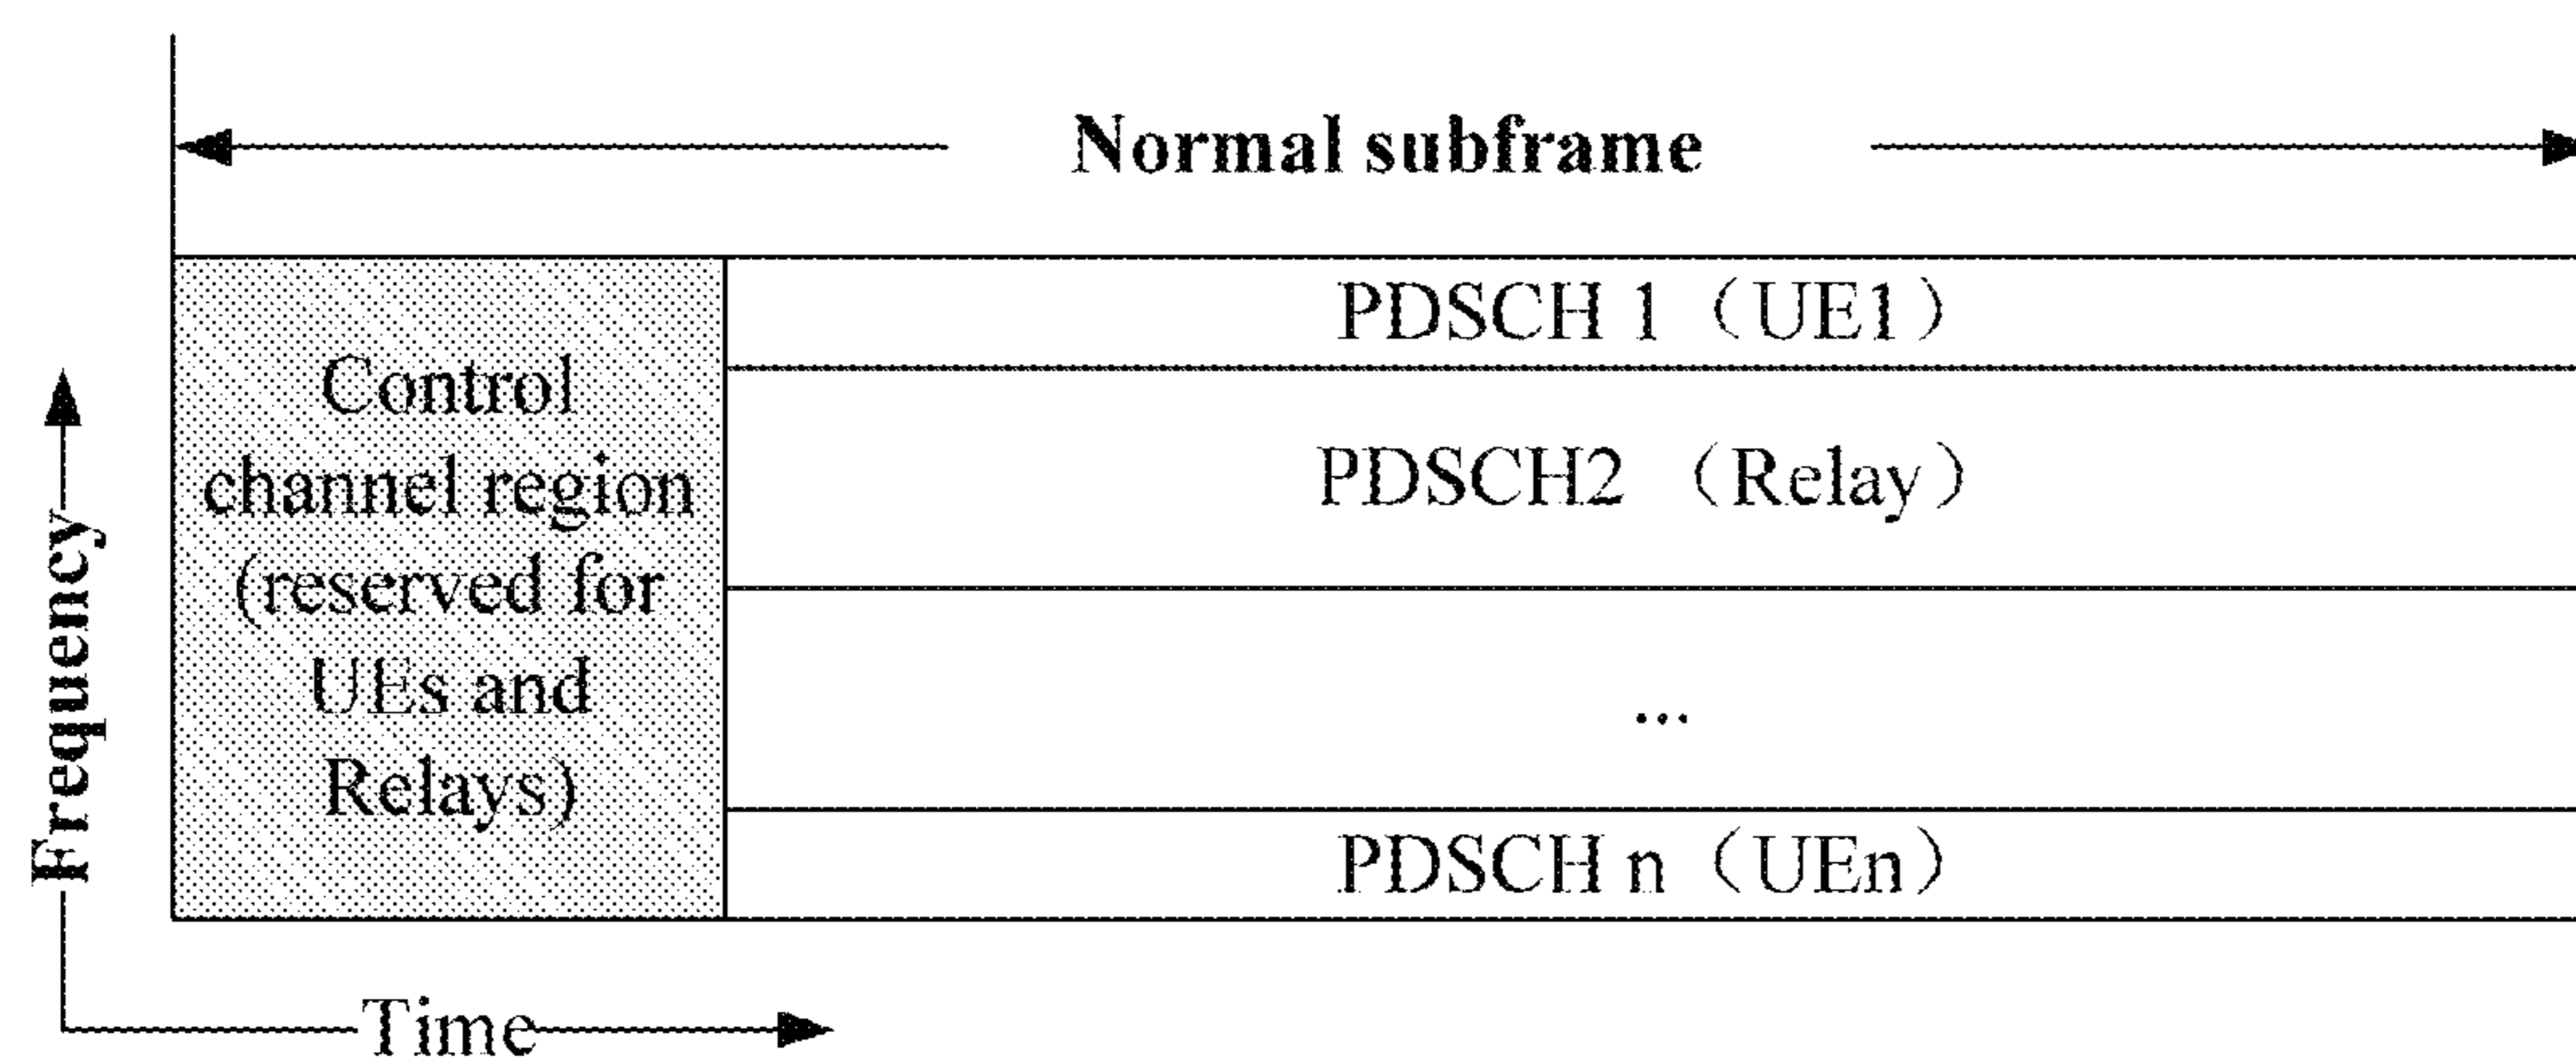 Normal subframe
PDSCH 1（UE1）
Control
channel region
(reserved for
UEs and
Relays)
PDSCH2 （Relay）
...
PDSCH n（UEn）
Frequency
Time